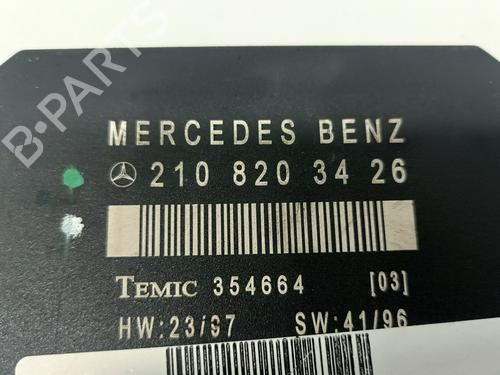 MERCEDES BENZ
210 820 34 26
TEMIC 354664 [03]
HW:23/97 SW:41/96
B-PARTS